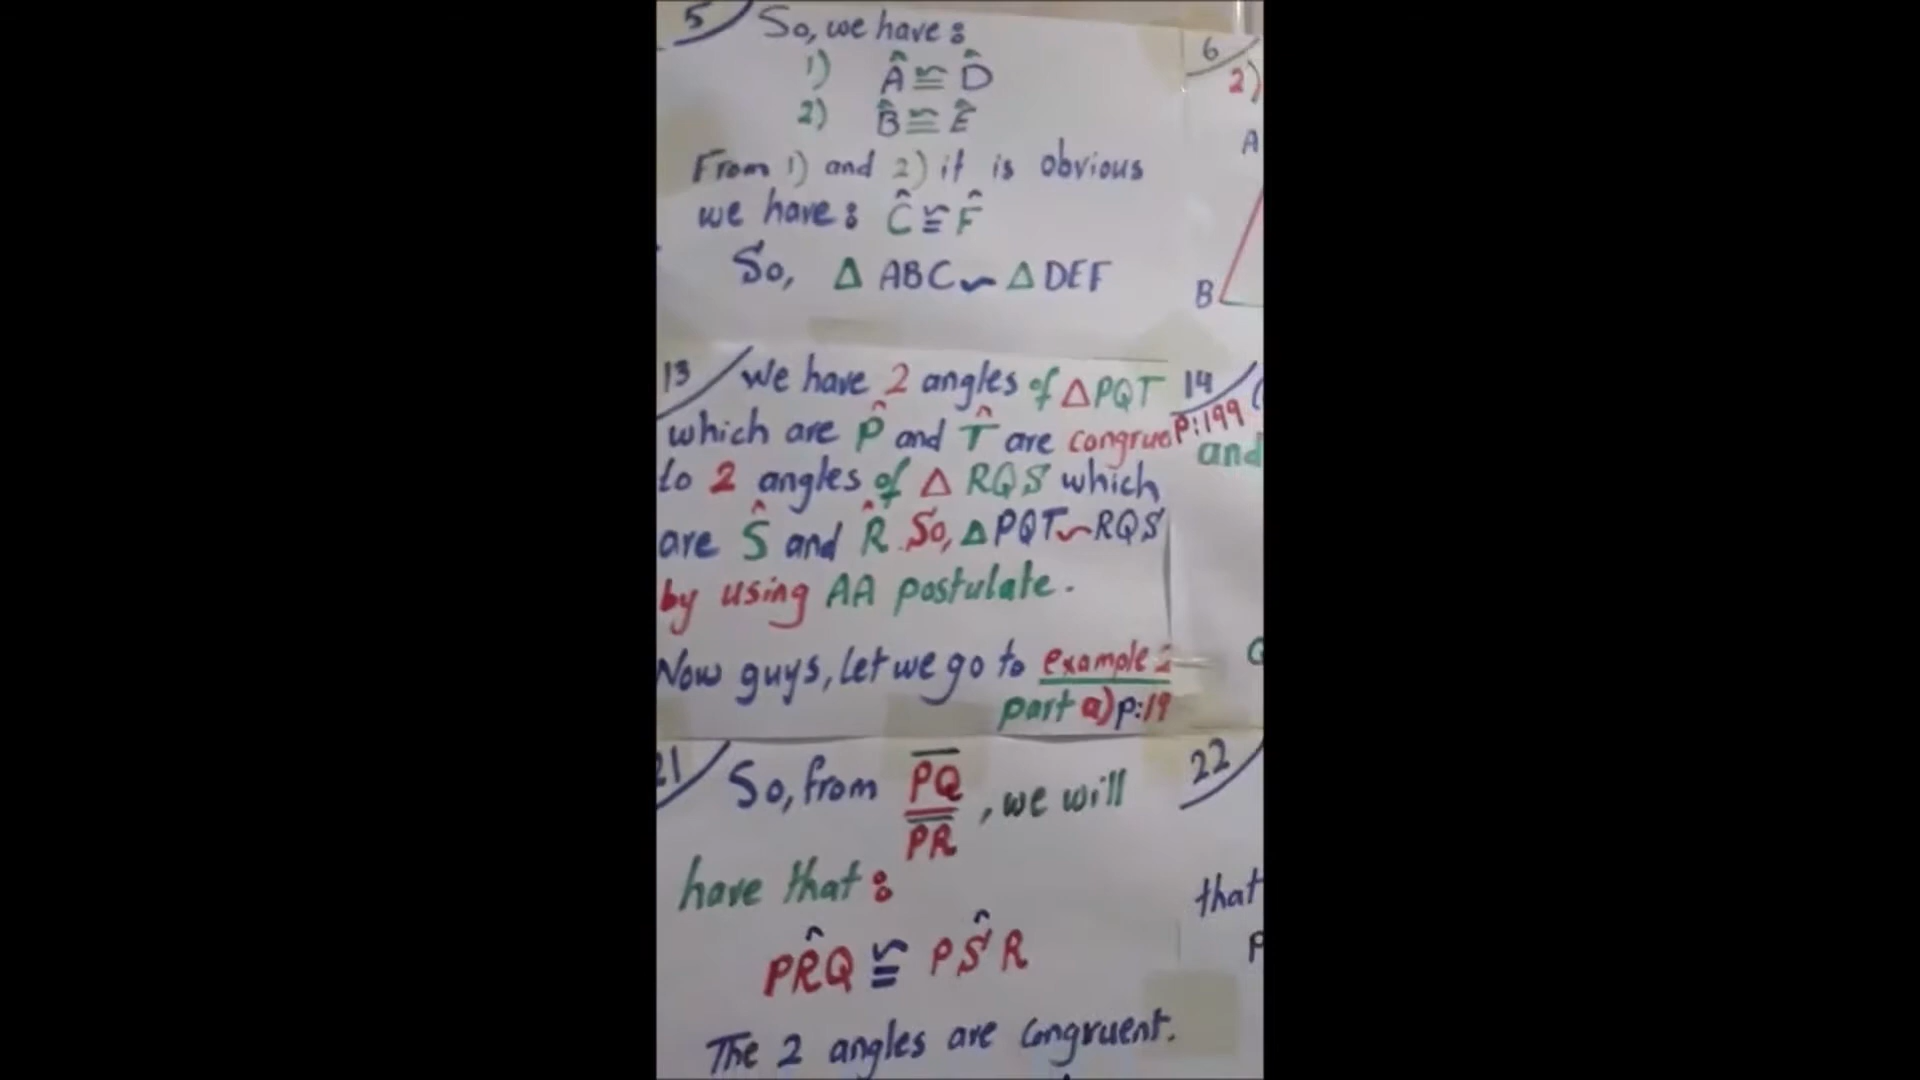 5 So, we have:
1) Â ≅ D̂
2) B̂ ≅ Ê
From 1) and 2) it is obvious
we have: Ĉ ≅ F̂
So, Δ ABC ~ Δ DEF
6
2)
A
B
13 We have 2 angles of Δ PQT
which are P̂ and T̂ are congrue
to 2 angles of Δ RQS which
are Ŝ and R̂. So, Δ PQT ~ RQS
by using AA postulate.
Now guys, let we go to example 2
part a) p:19
14
p:199
and
21 So, from PQ/PR, we will
have that:
PR̂Q ≅ PŜR
The 2 angles are congruent.
22
that
P